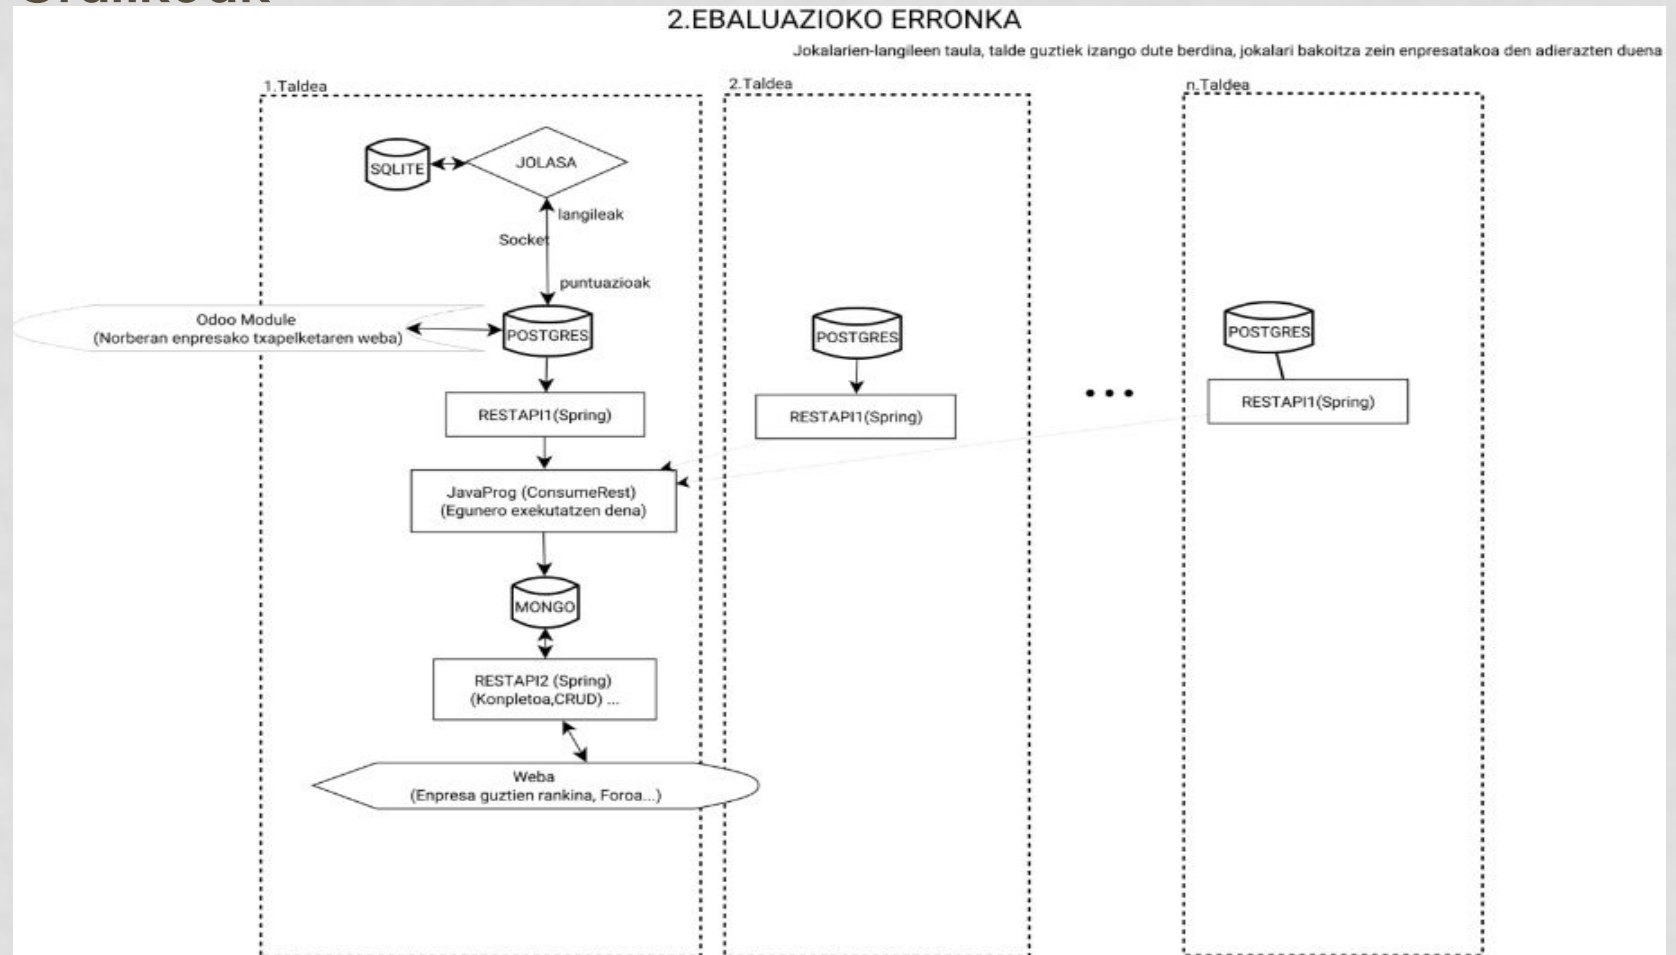 2.EBALUAZIOKO ERRONKA
Jokalarien-langileen taula, talde guztiek izango dute berdina, jokalari bakoitza zein enpresatakoa den adierazten duena
1.Taldea
2.Taldea
n.Taldea
SQLITE
JOLASA
langileak
Socket
puntuazioak
Odoo Module
(Norberan enpresako txapelketaren weba)
POSTGRES
POSTGRES
POSTGRES
RESTAPI1(Spring)
RESTAPI1(Spring)
RESTAPI1(Spring)
JavaProg (ConsumeRest)
(Egunero exekutatzen dena)
MONGO
RESTAPI2 (Spring)
(Konpletoa,CRUD) ...
Weba
(Enpresa guztien rankina, Foroa...)